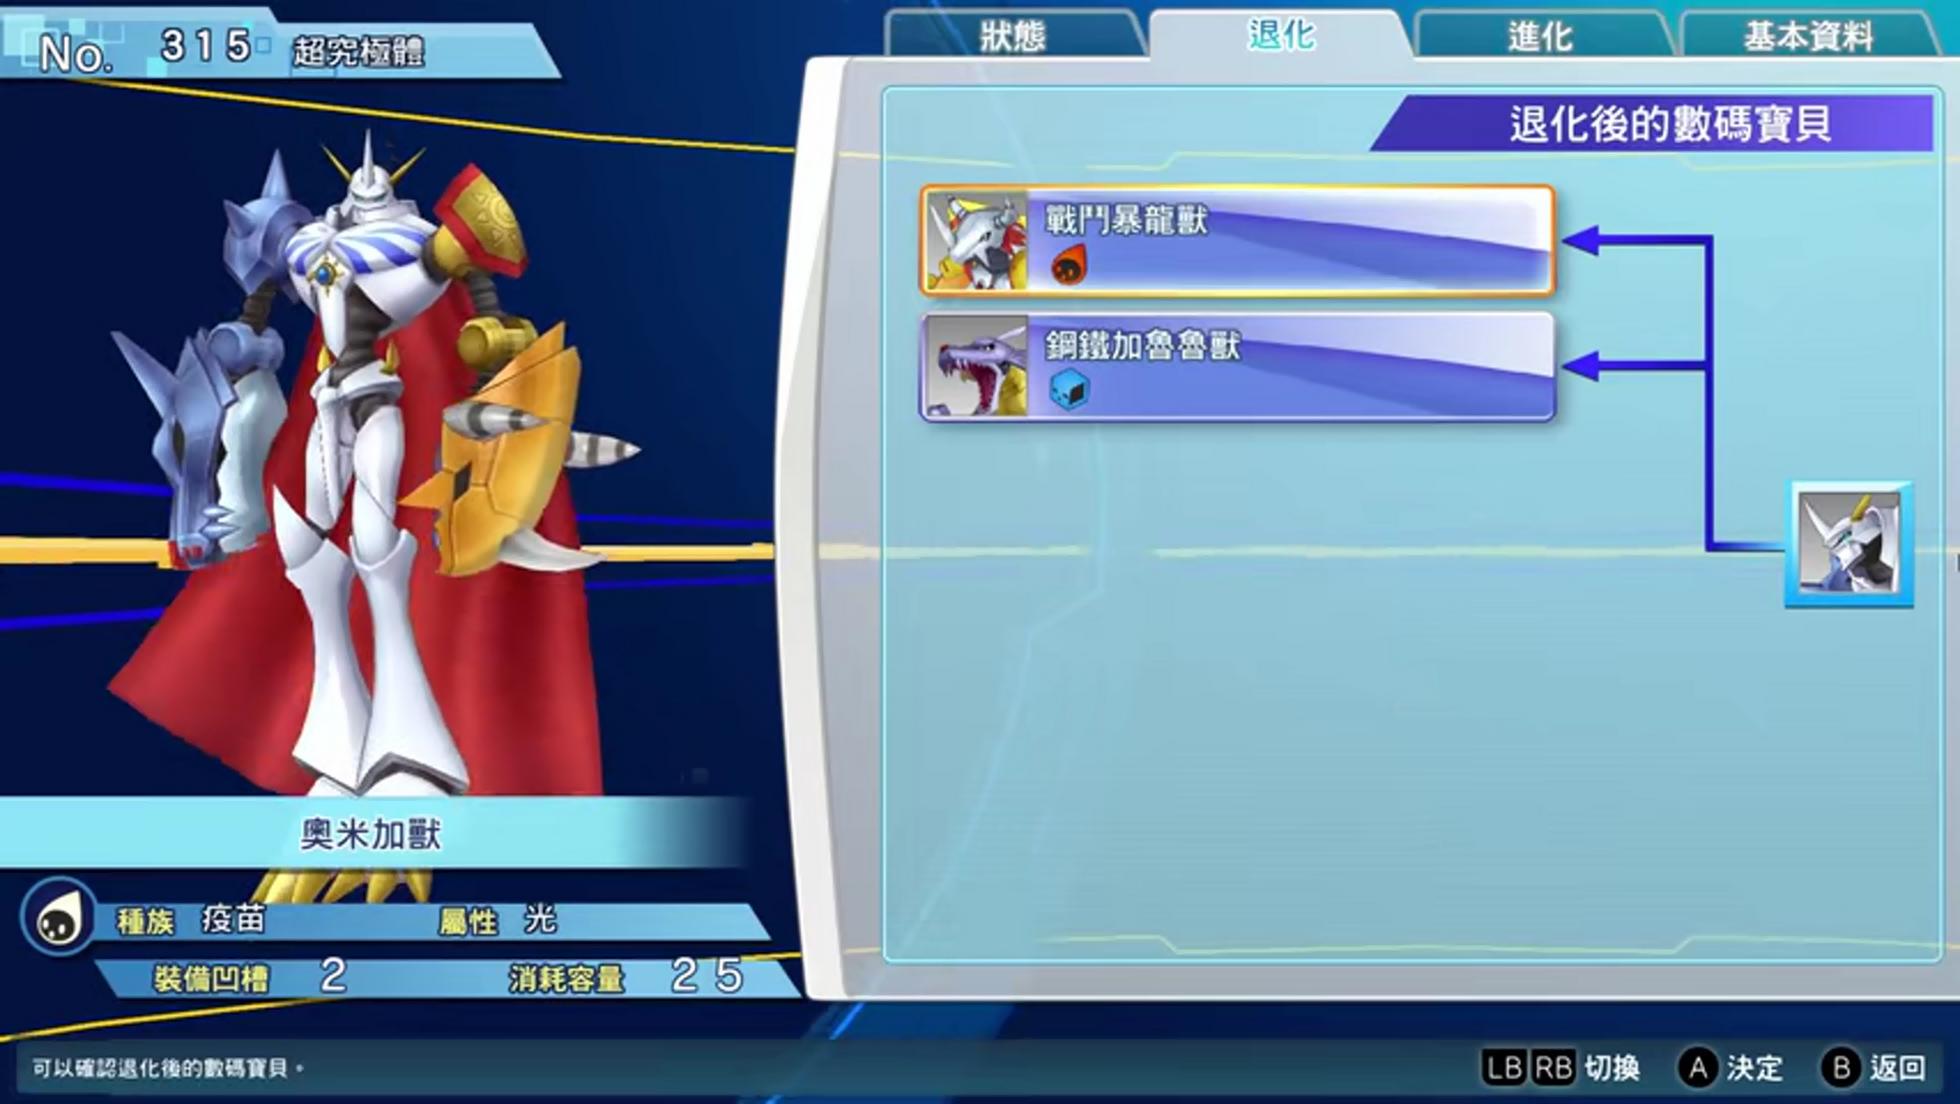 No. 315 超究極體
狀態 退化 進化 基本資料
退化後的數碼寶貝
戰鬥暴龍獸
鋼鐵加魯魯獸
奧米加獸
種族 疫苗 屬性 光
裝備凹槽 2 消耗容量 25
可以確認退化後的數碼寶貝。
LB RB 切換 A 決定 B 返回